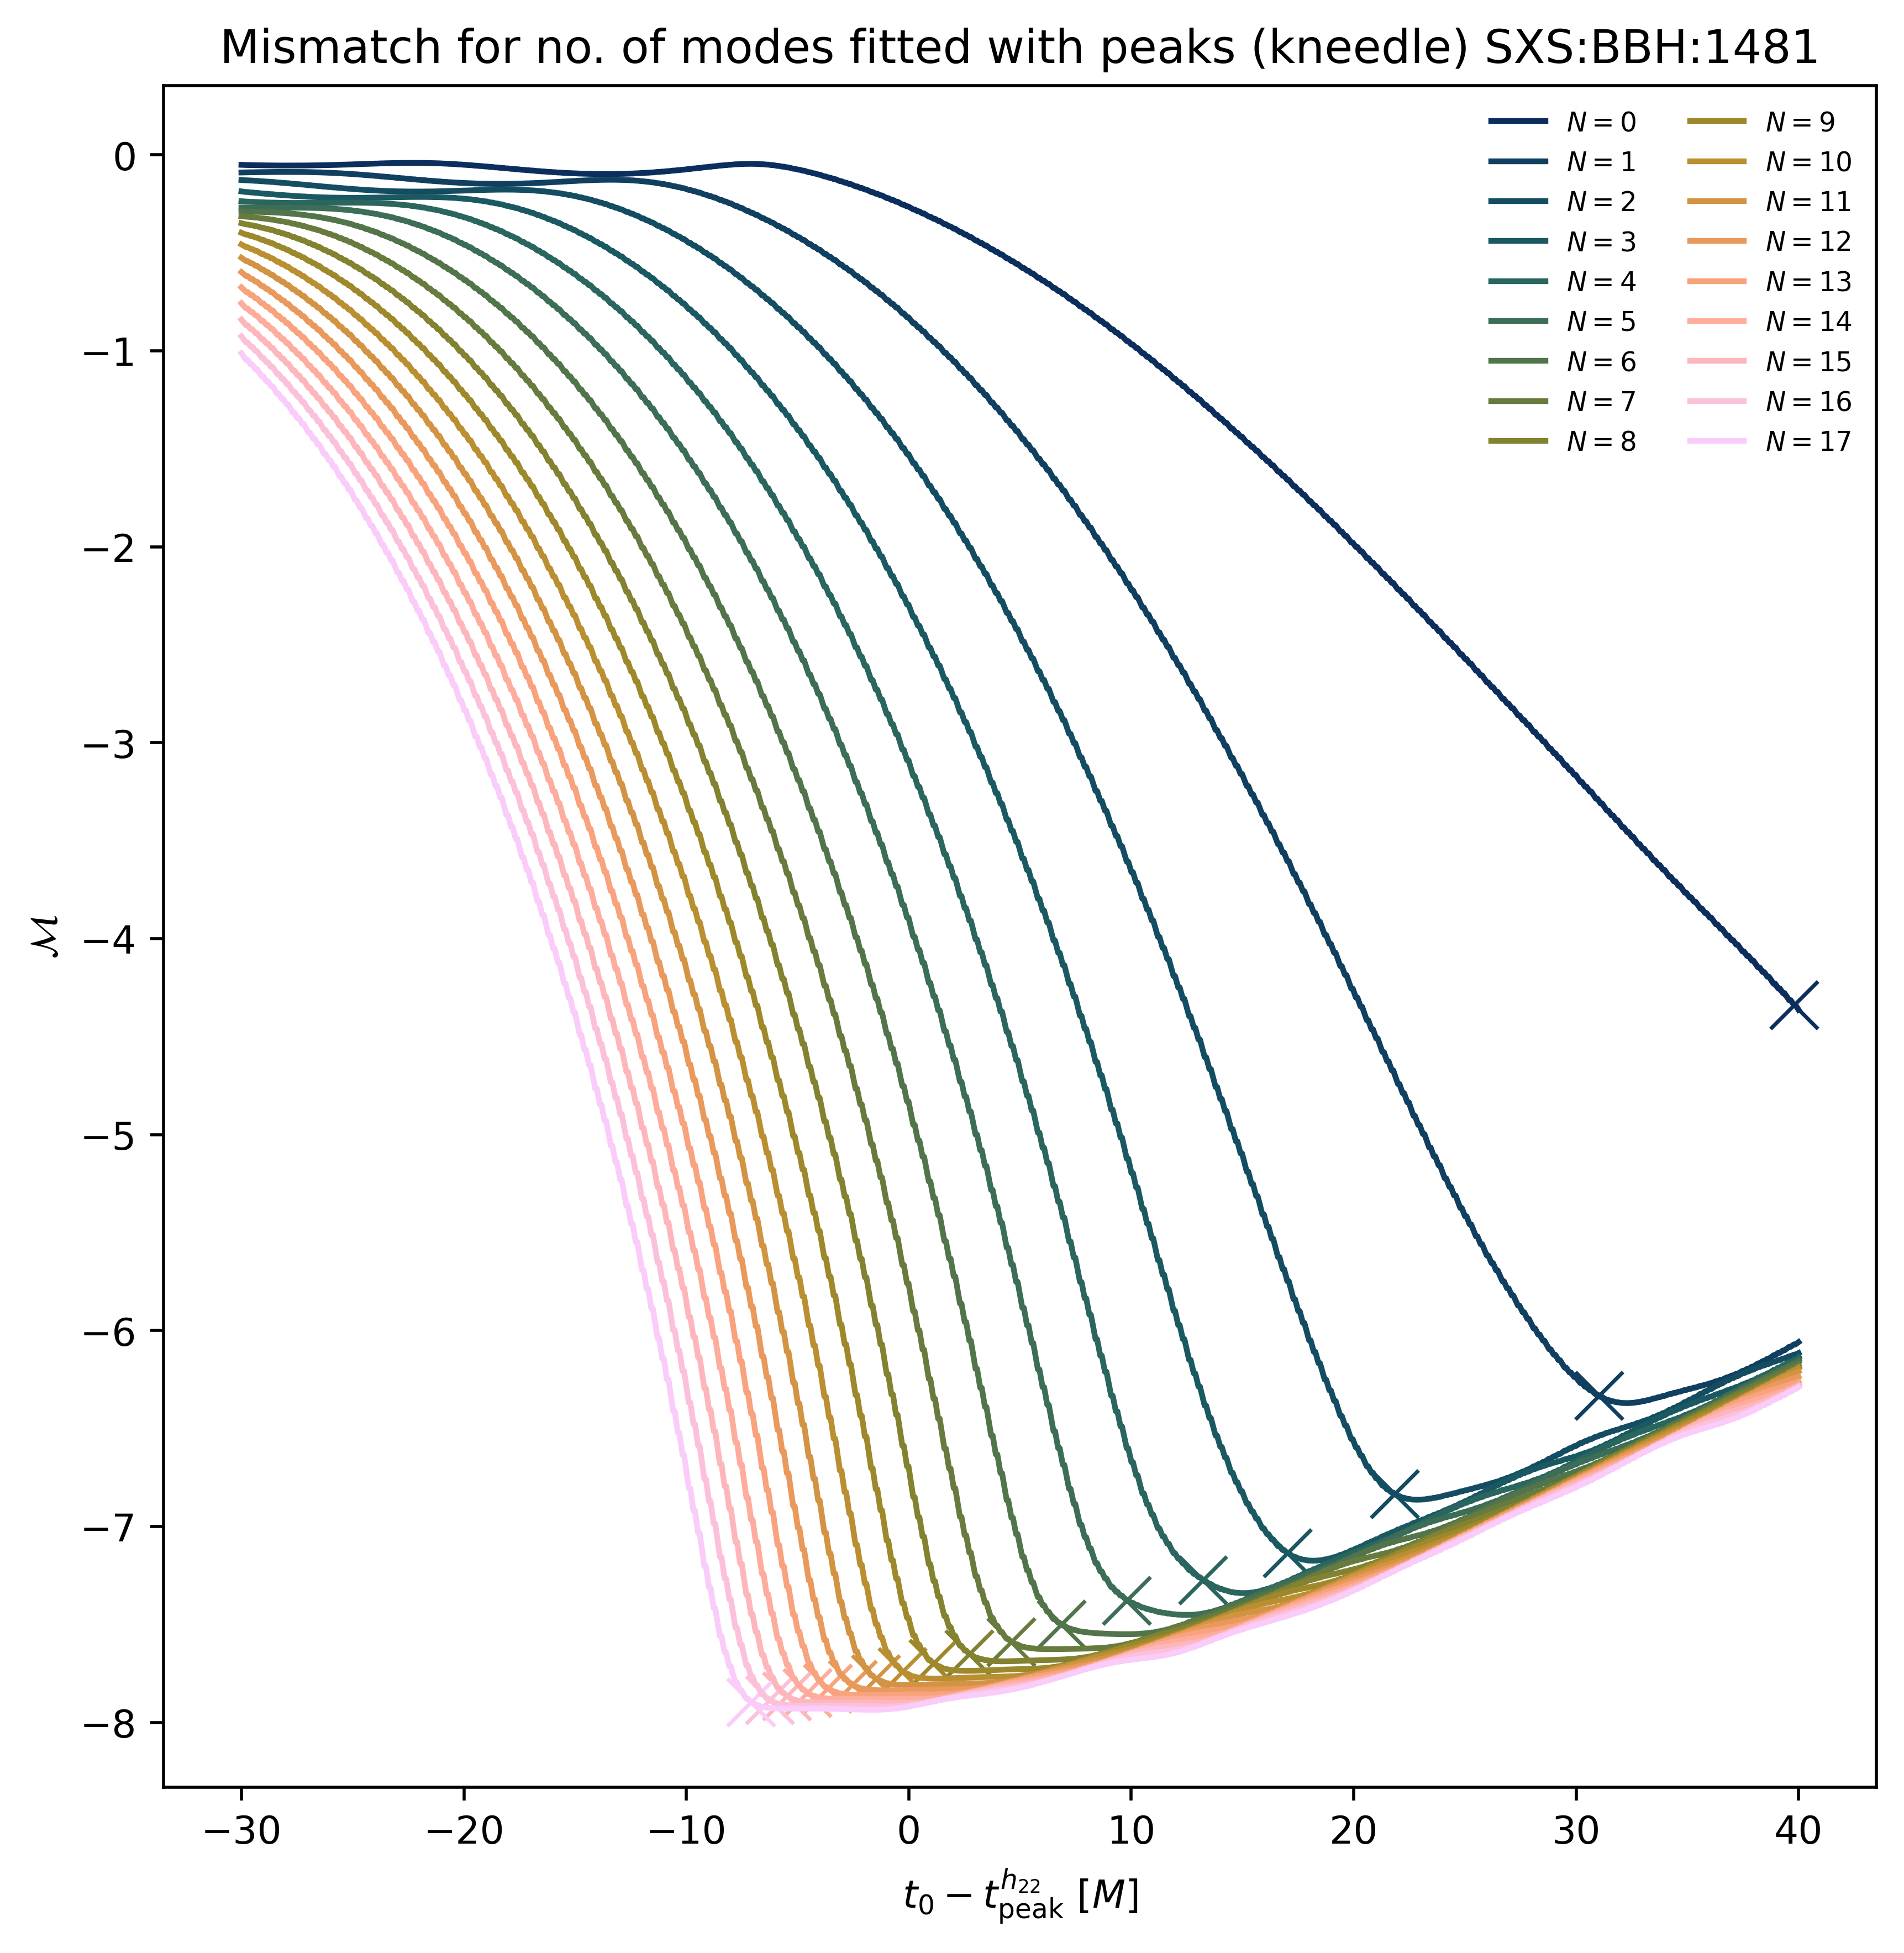 Mismatch for no. of modes fitted with peaks (kneedle) SXS:BBH:1481
N = 0
N = 1
N = 2
N = 3
N = 4
N = 5
N = 6
N = 7
N = 8
N = 9
N = 10
N = 11
N = 12
N = 13
N = 14
N = 15
N = 16
N = 17
ℳ
0
−1
−2
−3
−4
−5
−6
−7
−8
−30 −20 −10 0 10 20 30 40
t₀ − t_peak^h₂₂ [M]